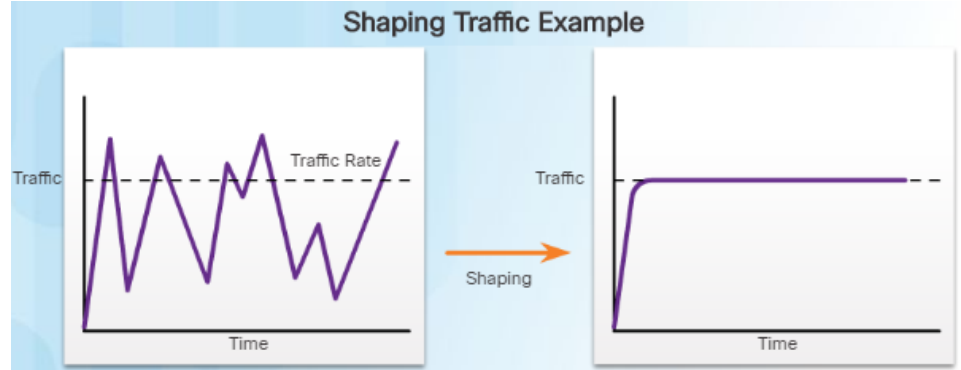 Shaping Traffic Example
Traffic Rate
Traffic
Time
Shaping
Traffic
Time